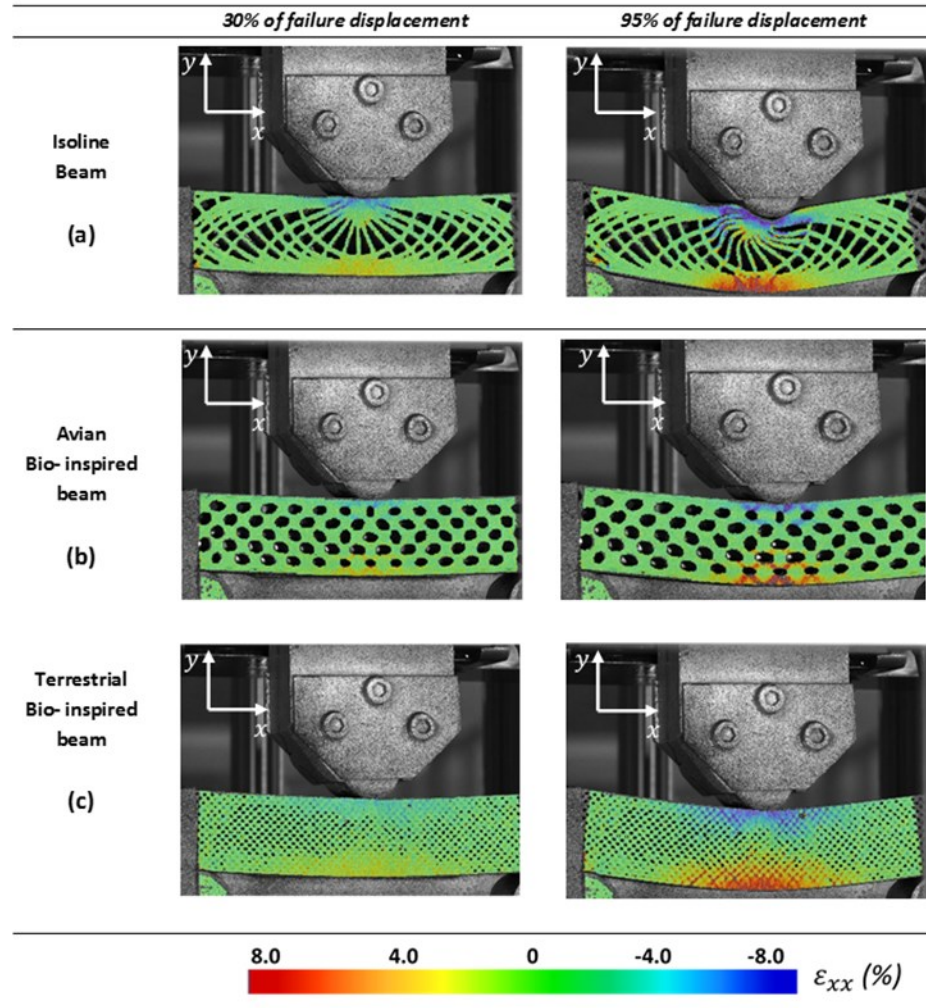 30% of failure displacement
95% of failure displacement
Isoline
Beam
(a)
y
x
y
x
Avian
Bio- inspired
beam
(b)
y
x
y
x
Terrestrial
Bio- inspired
beam
(c)
y
x
y
x
8.0 4.0 0 -4.0 -8.0
εxx (%)